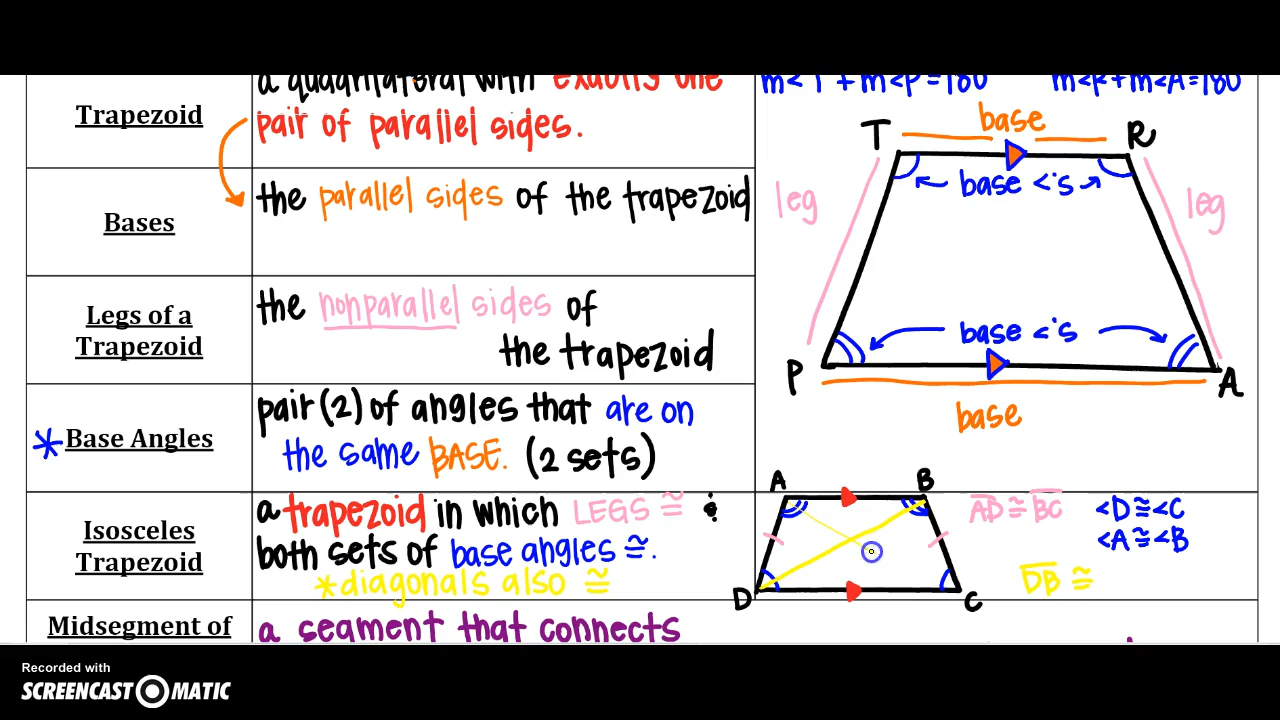 Trapezoid
a quadrilateral with exactly one
pair of parallel sides.
Bases
the parallel sides of the trapezoid
Legs of a
Trapezoid
the nonparallel sides of
the trapezoid
* Base Angles
pair (2) of angles that are on
the same BASE. (2 sets)
Isosceles
Trapezoid
a trapezoid in which LEGS ≅ &
both sets of base angles ≅.
*diagonals also ≅
Midsegment of
a segment that connects
m<T + m<P = 180
m<R + m<A = 180
base
T
R
base <'s
leg
leg
base <'s
P
A
base
A
B
D
C
AD ≅ BC
<D ≅ <C
<A ≅ <B
DB ≅
Recorded with
SCREENCAST O MATIC